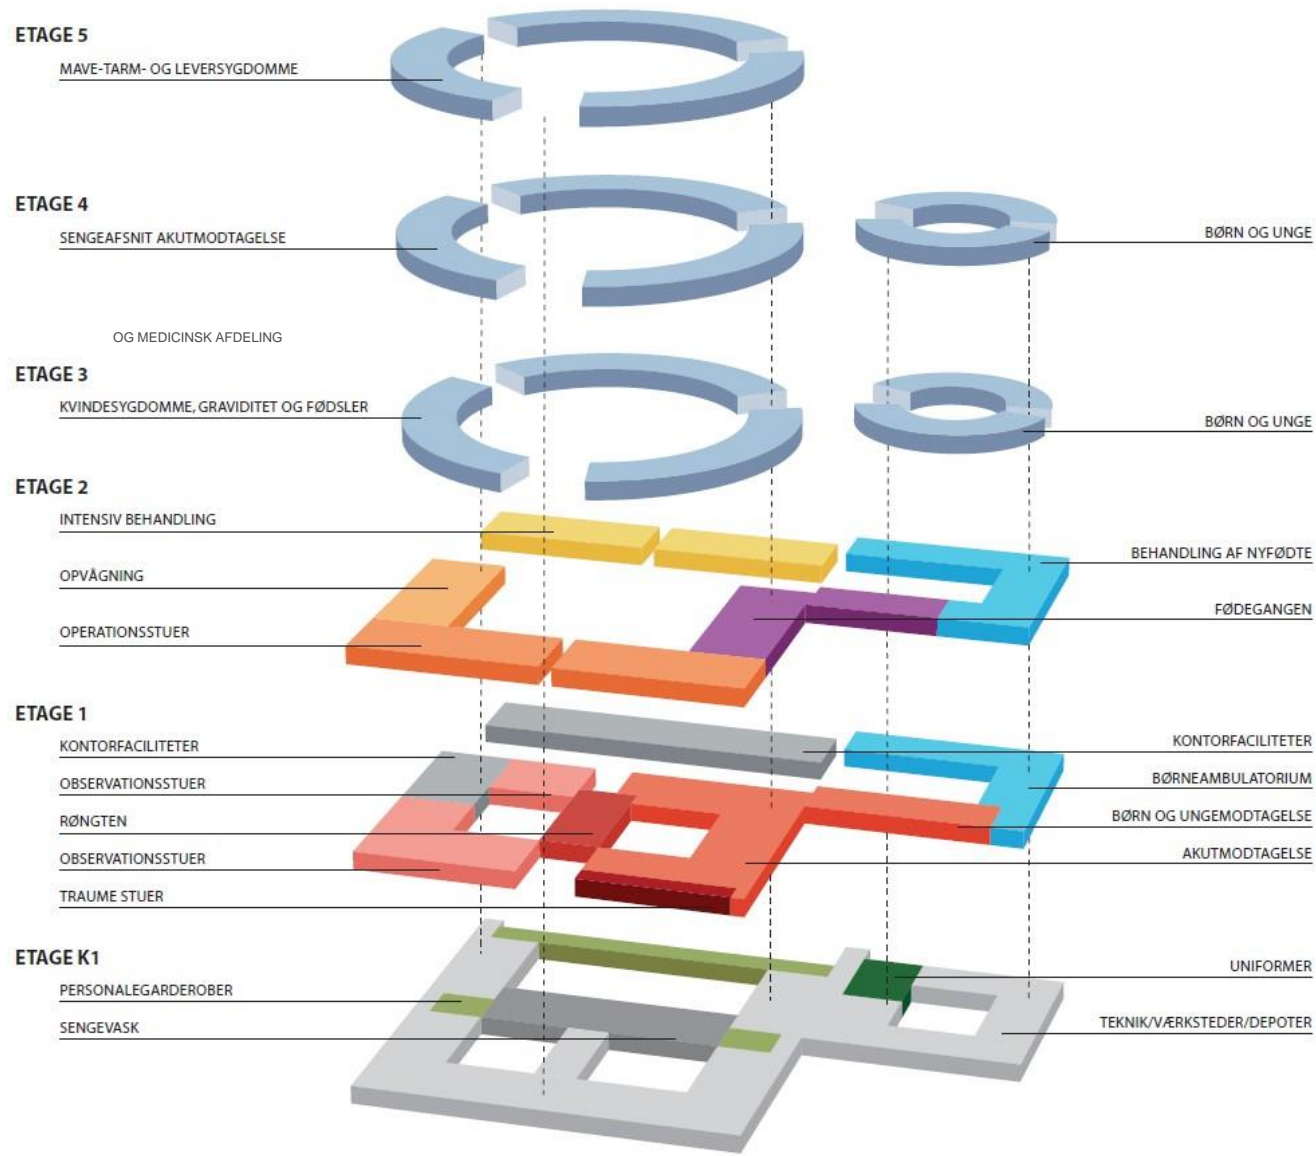 ETAGE 5
MAVE-TARM- OG LEVERSYGDOMME
ETAGE 4
SENGEAFSNIT AKUTMODTAGELSE
BØRN OG UNGE
OG MEDICINSK AFDELING
ETAGE 3
KVINDESYGDOMME, GRAVIDITET OG FØDSLER
BØRN OG UNGE
ETAGE 2
INTENSIV BEHANDLING
BEHANDLING AF NYFØDTE
OPVÅGNING
FØDEGANGEN
OPERATIONSSTUER
ETAGE 1
KONTORFACILITETER
KONTORFACILITETER
OBSERVATIONSSTUER
BØRNEAMBULATORIUM
RØNGTEN
BØRN OG UNGEMODTAGELSE
OBSERVATIONSSTUER
AKUTMODTAGELSE
TRAUME STUER
ETAGE K1
UNIFORMER
PERSONALEGARDEROBER
SENGEVASK
TEKNIK/VÆRKSTEDER/DEPOTER